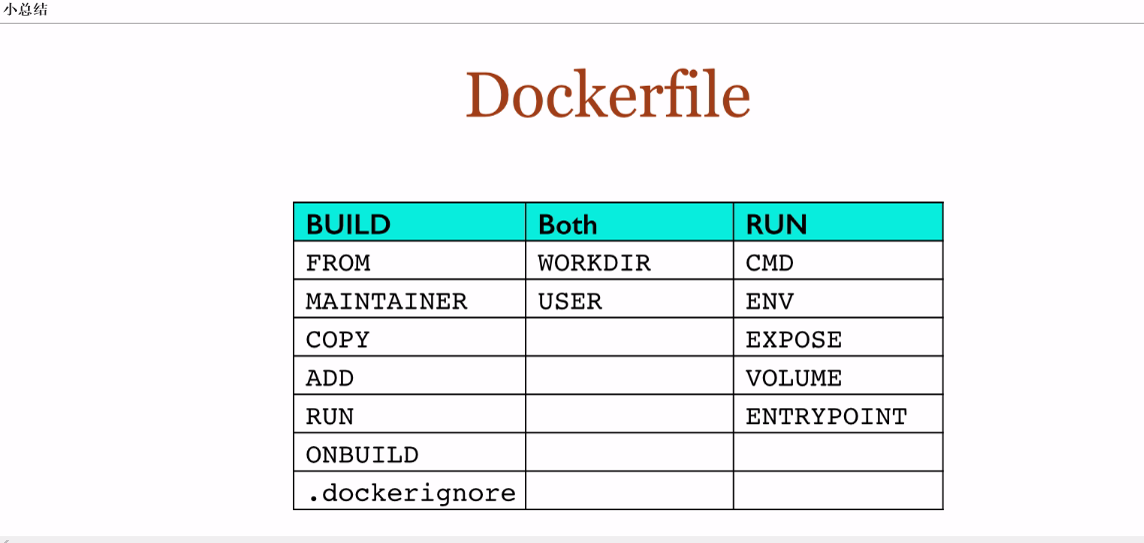 小总结
Dockerfile
BUILD Both RUN
FROM WORKDIR CMD
MAINTAINER USER ENV
COPY EXPOSE
ADD VOLUME
RUN ENTRYPOINT
ONBUILD
.dockerignore